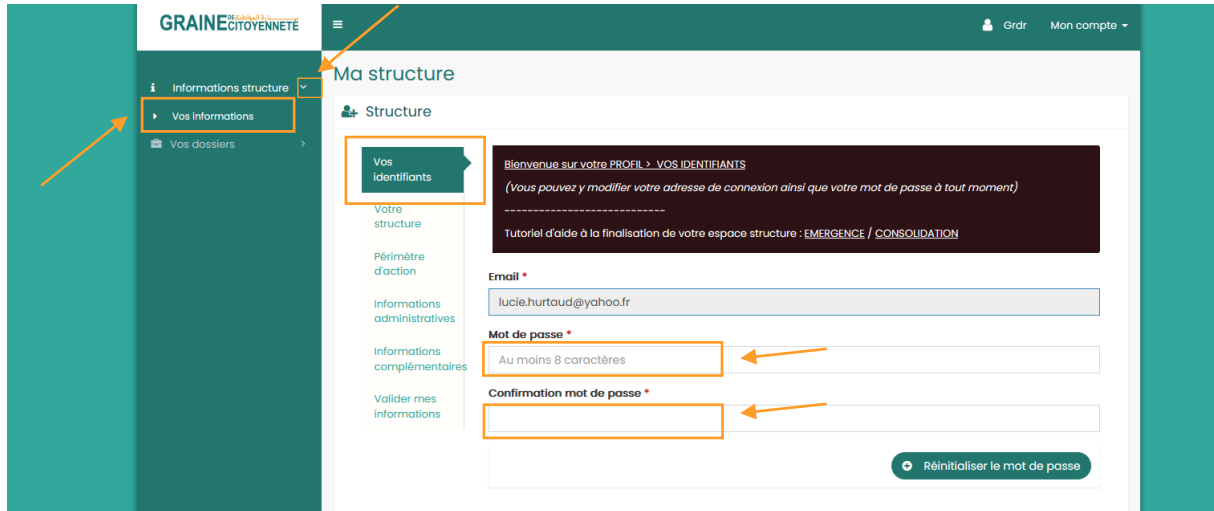 GRAINE DE CITOYENNETÉ
Grdr
Mon compte
Informations structure
Vos informations
Vos dossiers
Ma structure
Structure
Vos
identifiants
Votre
structure
Périmètre
d'action
Informations
administratives
Informations
complémentaires
Valider mes
informations
Bienvenue sur votre PROFIL > VOS IDENTIFIANTS
(Vous pouvez y modifier votre adresse de connexion ainsi que votre mot de passe à tout moment)
----------------------------
Tutoriel d'aide à la finalisation de votre espace structure : EMERGENCE / CONSOLIDATION
Email *
lucie.hurtaud@yahoo.fr
Mot de passe *
Au moins 8 caractères
Confirmation mot de passe *
Réinitialiser le mot de passe